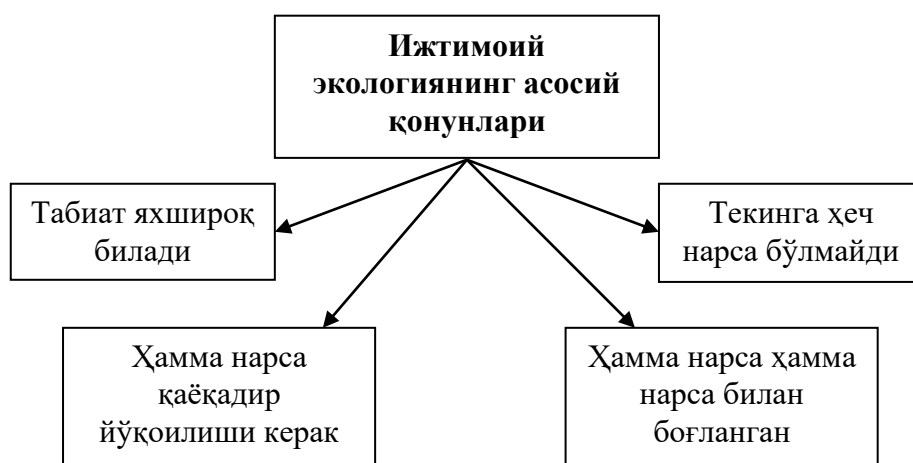 Ижтимоий
экологиянинг асосий
қонунлари
Табиат яхшироқ
билади
Текинга ҳеч
нарса бўлмайди
Ҳамма нарса
қаёқадир
йўқоилиши керак
Ҳамма нарса ҳамма
нарса билан
боғланган